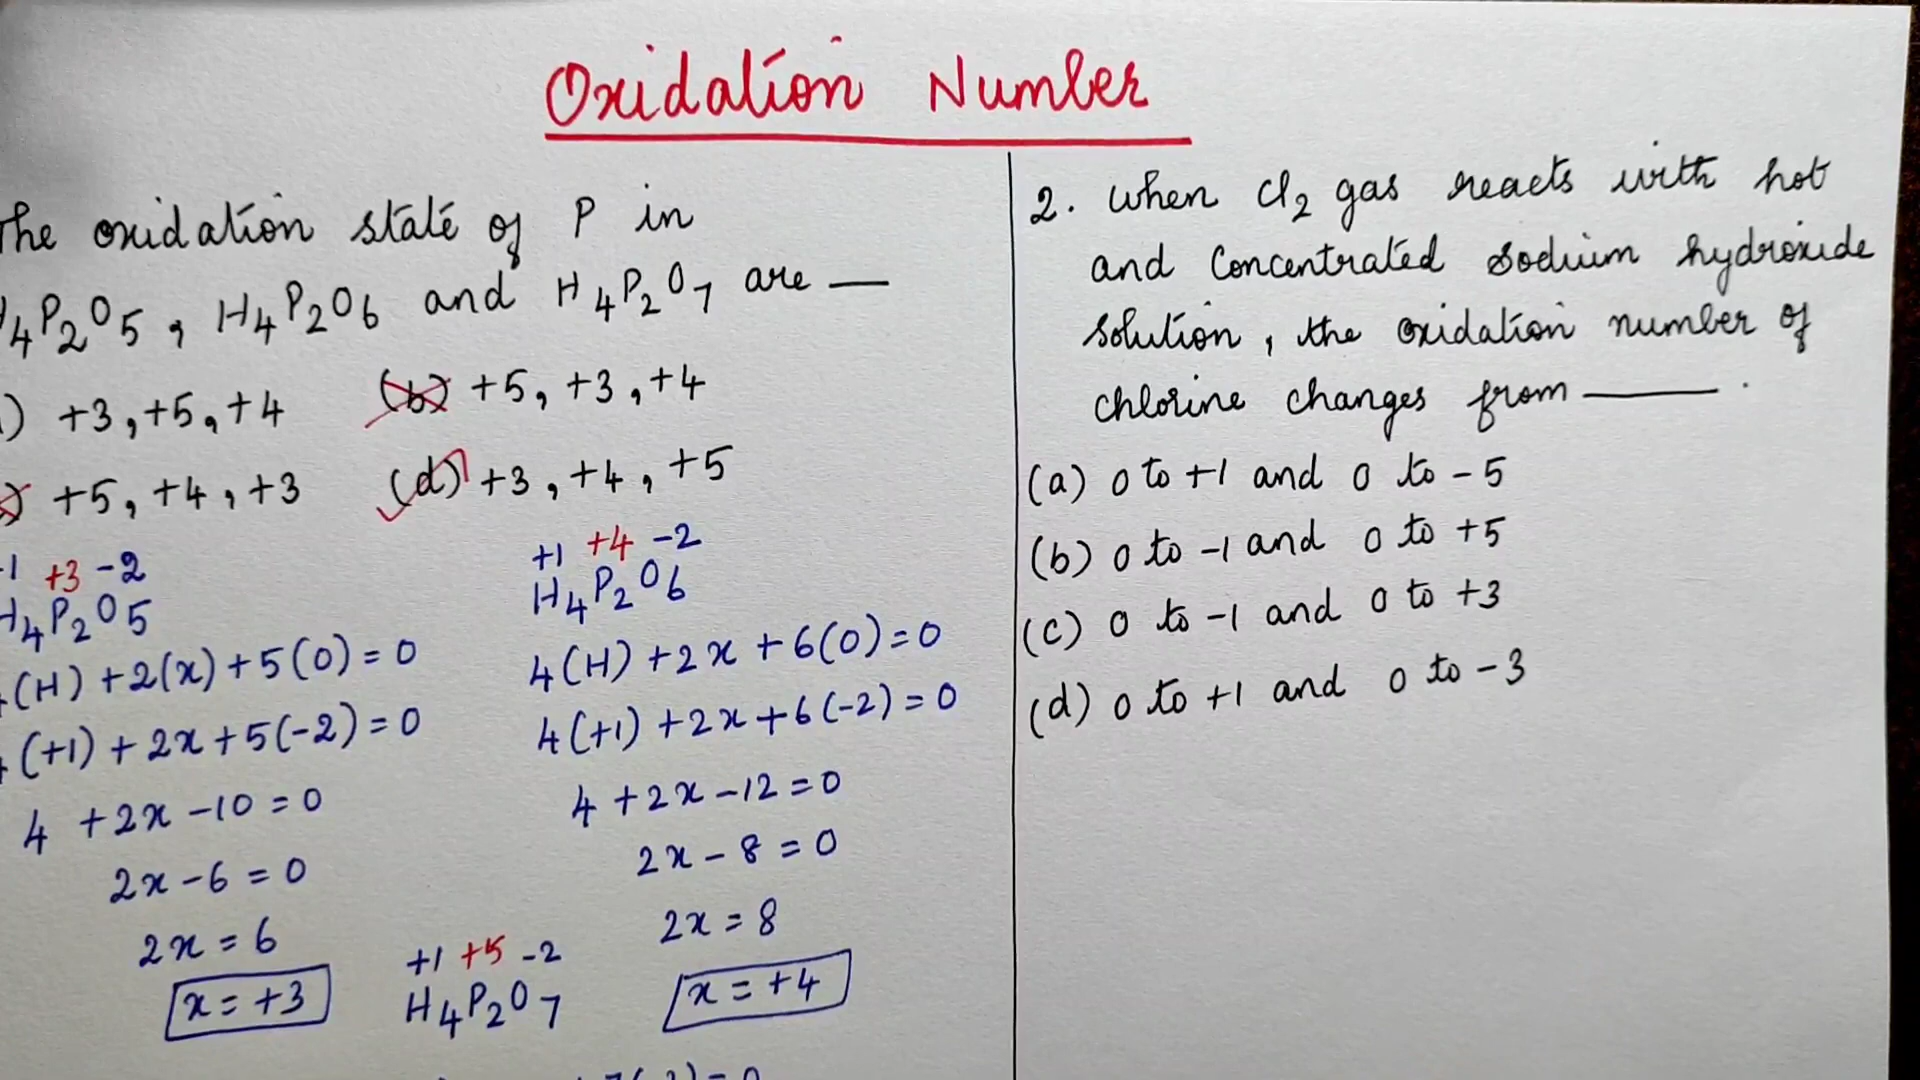 Oxidation Number
The oxidation state of P in
H4P2O5, H4P2O6 and H4P2O7 are —
) +3, +5, +4 (b) +5, +3, +4
) +5, +4, +3 (d) +3, +4, +5
-1 +3 -2
H4P2O5
(H) + 2(x) + 5(O) = 0
(+1) + 2x + 5(-2) = 0
4 + 2x - 10 = 0
2x - 6 = 0
2x = 6
x = +3
+1 +4 -2
H4P2O6
4(H) + 2x + 6(O) = 0
4(+1) + 2x + 6(-2) = 0
4 + 2x - 12 = 0
2x - 8 = 0
2x = 8
x = +4
+1 +5 -2
H4P2O7
2. When Cl2 gas reacts with hot
and Concentrated Sodium hydroxide
solution, the oxidation number of
chlorine changes from ——.
(a) 0 to +1 and 0 to -5
(b) 0 to -1 and 0 to +5
(c) 0 to -1 and 0 to +3
(d) 0 to +1 and 0 to -3